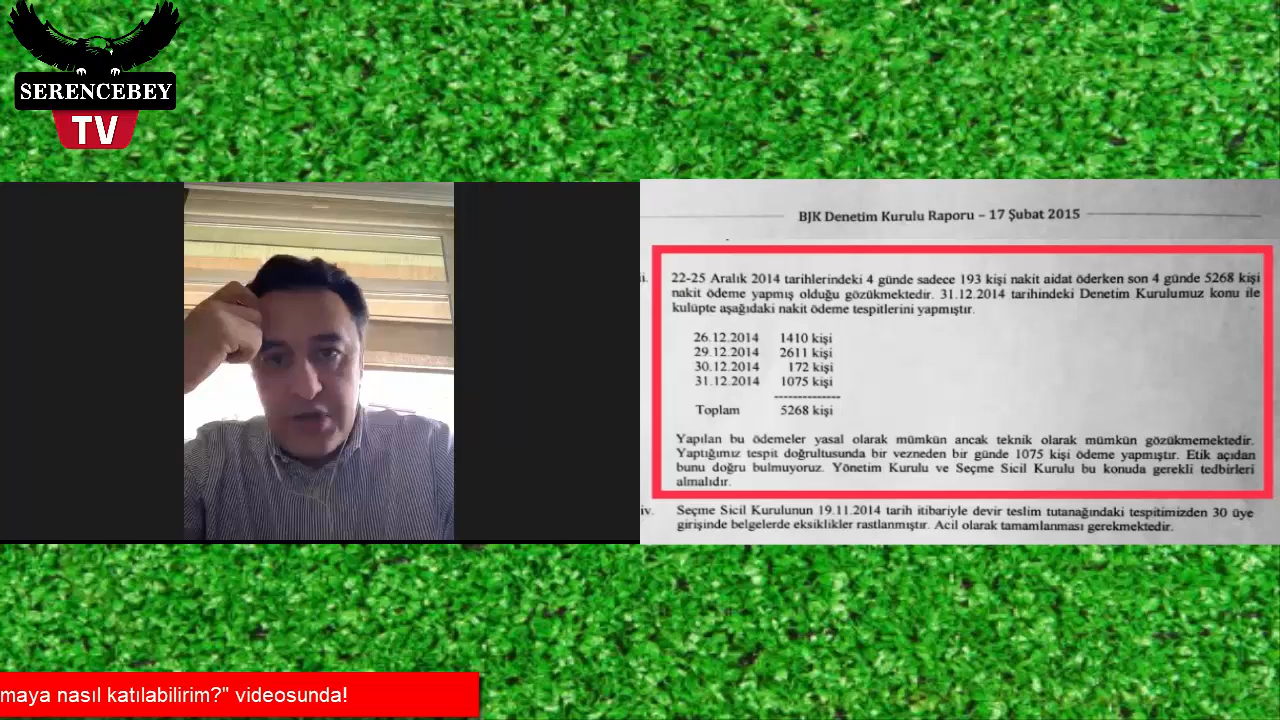 SERENCEBEY
TV
BJK Denetim Kurulu Raporu – 17 Şubat 2015
22-25 Aralık 2014 tarihlerindeki 4 günde sadece 193 kişi nakit aidat öderken son 4 günde 5268 kişi
nakit ödeme yapmış olduğu gözükmektedir. 31.12.2014 tarihindeki Denetim Kurulumuz konu ile
kulüpte aşağıdaki nakit ödeme tespitlerini yapmıştır.
26.12.2014 1410 kişi
29.12.2014 2611 kişi
30.12.2014 172 kişi
31.12.2014 1075 kişi
---------------
Toplam 5268 kişi
Yapılan bu ödemeler yasal olarak mümkün ancak teknik olarak mümkün gözükmemektedir.
Yaptığımız tespit doğrultusunda bir vezneden bir günde 1075 kişi ödeme yapmıştır. Etik açıdan
bunu doğru bulmuyoruz. Yönetim Kurulu ve Seçme Sicil Kurulu bu konuda gerekli tedbirleri
almalıdır.
iv. Seçme Sicil Kurulunun 19.11.2014 tarih itibariyle devir teslim tutanağındaki tespitimizden 30 üye
girişinde belgelerde eksiklikler rastlanmıştır. Acil olarak tamamlanması gerekmektedir.
maya nasıl katılabilirim?" videosunda!